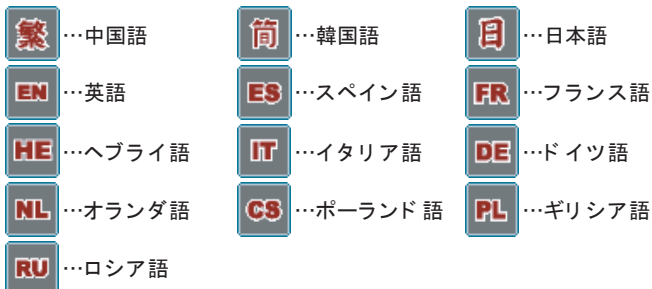 繁 …中国語 简 …韓国語 日 …日本語
EN …英語 ES …スペイン語 FR …フランス語
HE …ヘブライ語 IT …イタリア語 DE …ドイツ語
NL …オランダ語 CS …ポーランド語 PL …ギリシア語
RU …ロシア語